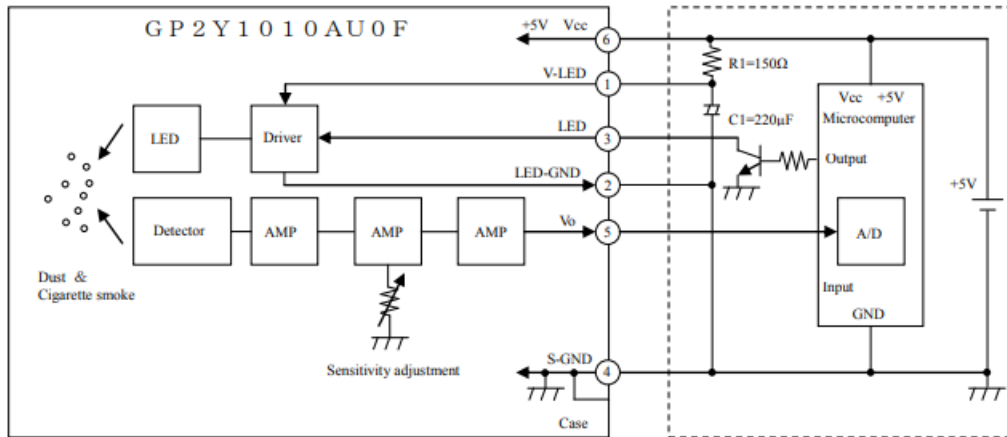 GP2Y1010AU0F
+5V Vcc
6
V-LED
1
R1=150Ω
Vcc +5V
Microcomputer
LED
Driver
LED
3
C1=220μF
Output
LED-GND
2
+5V
Detector
AMP
AMP
AMP
Vo
5
A/D
Dust &
Cigarette smoke
Input
GND
Sensitivity adjustment
S-GND
4
Case